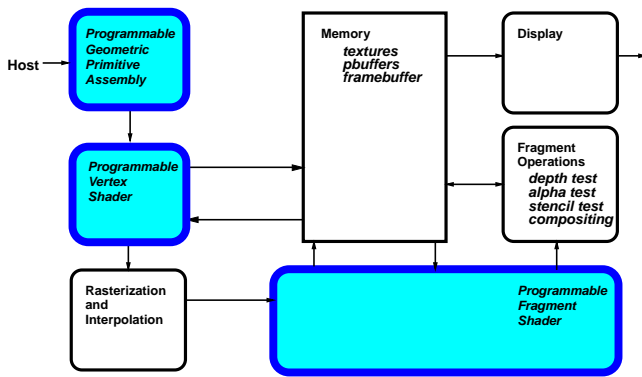 Host
Programmable
Geometric
Primitive
Assembly
Memory
textures
pbuffers
framebuffer
Display
Programmable
Vertex
Shader
Fragment
Operations
depth test
alpha test
stencil test
compositing
Rasterization
and
Interpolation
Programmable
Fragment
Shader